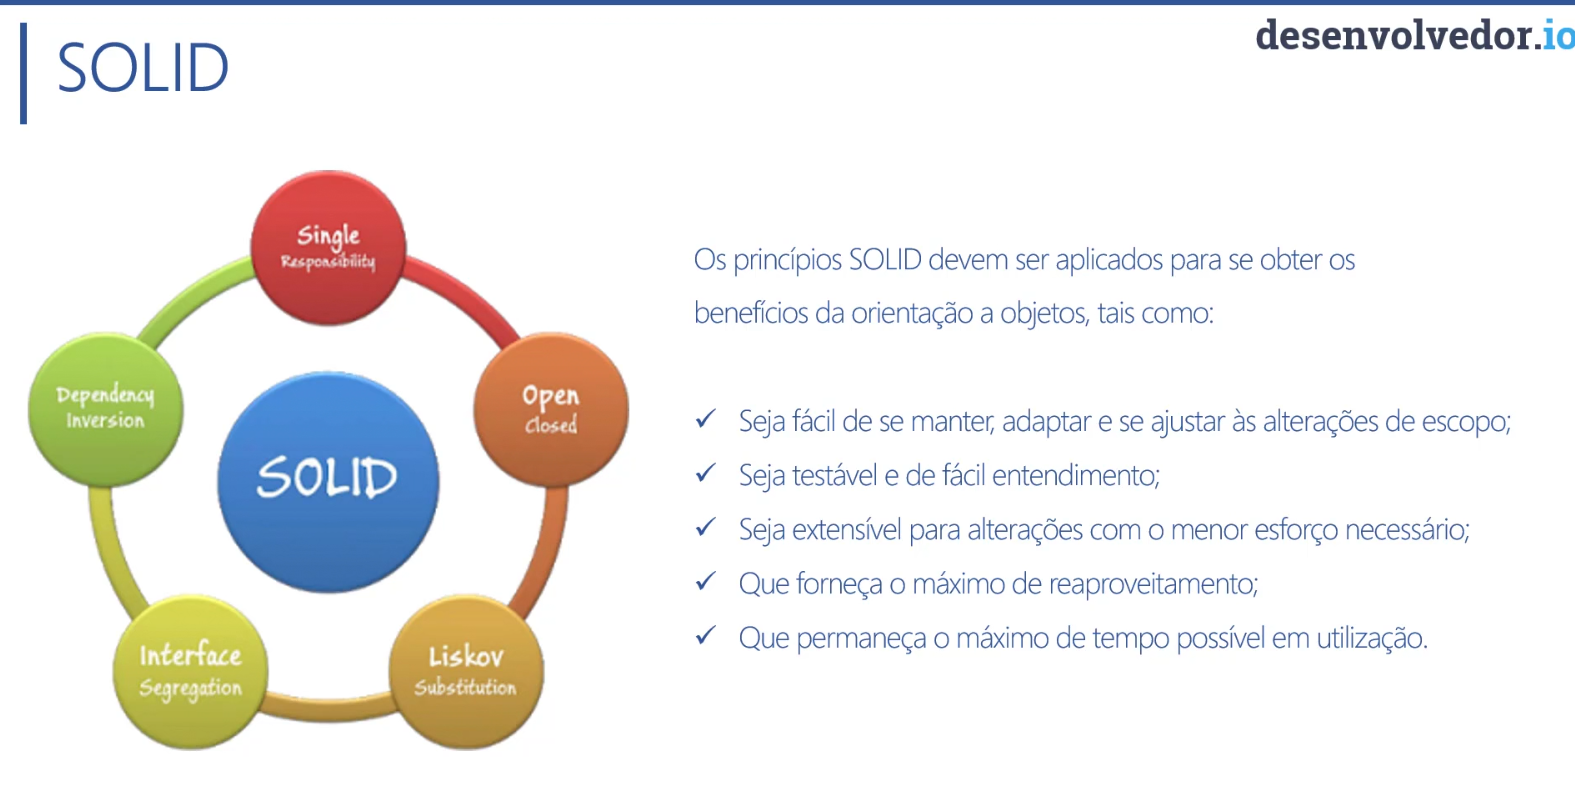 desenvolvedor.io
SOLID
Single
Responsibility
Open
Closed
Liskov
Substitution
Interface
Segregation
Dependency
Inversion
SOLID
Os princípios SOLID devem ser aplicados para se obter os
benefícios da orientação a objetos, tais como:
✓ Seja fácil de se manter, adaptar e se ajustar às alterações de escopo;
✓ Seja testável e de fácil entendimento;
✓ Seja extensível para alterações com o menor esforço necessário;
✓ Que forneça o máximo de reaproveitamento;
✓ Que permaneça o máximo de tempo possível em utilização.